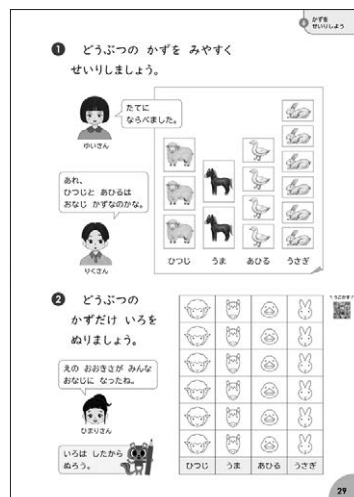 6 かずを
せいりしよう
1 どうぶつの かずを みやすく
せいりしましょう。
たてに
ならべました。
ゆいさん
あれ、
ひつじと あひるは
おなじ かずなのかな。
りくさん
ひつじ うま あひる うさぎ
2 どうぶつの
かずだけ いろを
ぬりましょう。
えの おおきさが みんな
おなじに なったね。
ひまりさん
いろは したから
ぬろう。
ひつじ うま あひる うさぎ
29